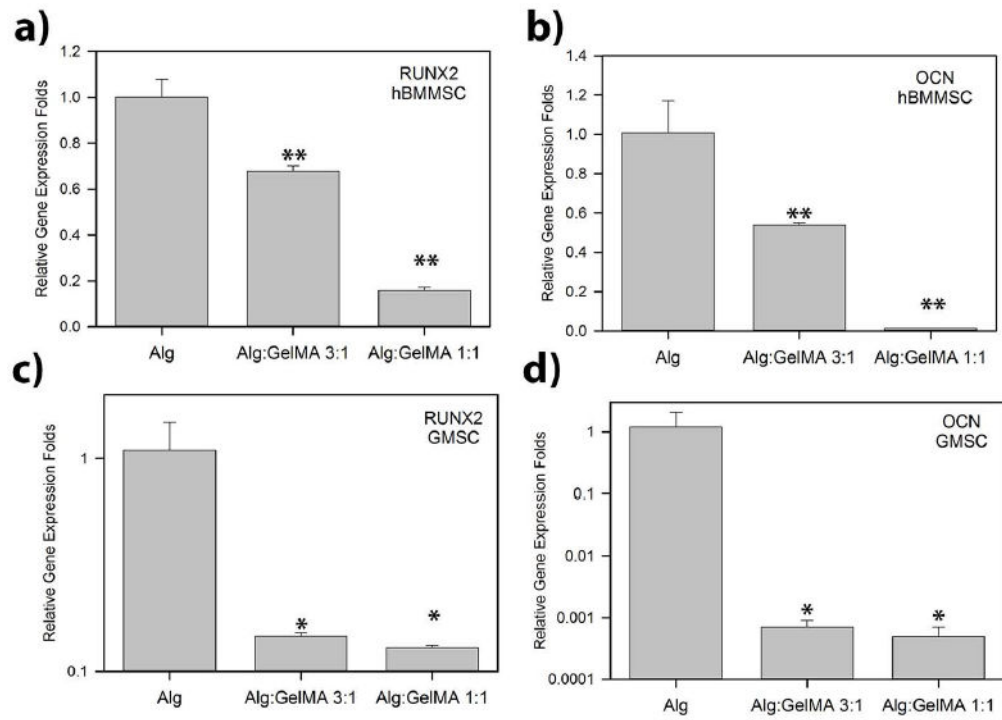 a)
Relative Gene Expression Folds
1.2
1.0
0.8
0.6
0.4
0.2
0.0
RUNX2
hBMMSC
**
**
Alg
Alg:GelMA 3:1
Alg:GelMA 1:1
b)
Relative Gene Expression Folds
1.4
1.2
1.0
0.8
0.6
0.4
0.2
0.0
OCN
hBMMSC
**
**
Alg
Alg:GelMA 3:1
Alg:GelMA 1:1
c)
Relative Gene Expression Folds
1
0.1
RUNX2
GMSC
*
*
Alg
Alg:GelMA 3:1
Alg:GelMA 1:1
d)
Relative Gene Expression Folds
1
0.1
0.01
0.001
0.0001
OCN
GMSC
*
*
Alg
Alg:GelMA 3:1
Alg:GelMA 1:1